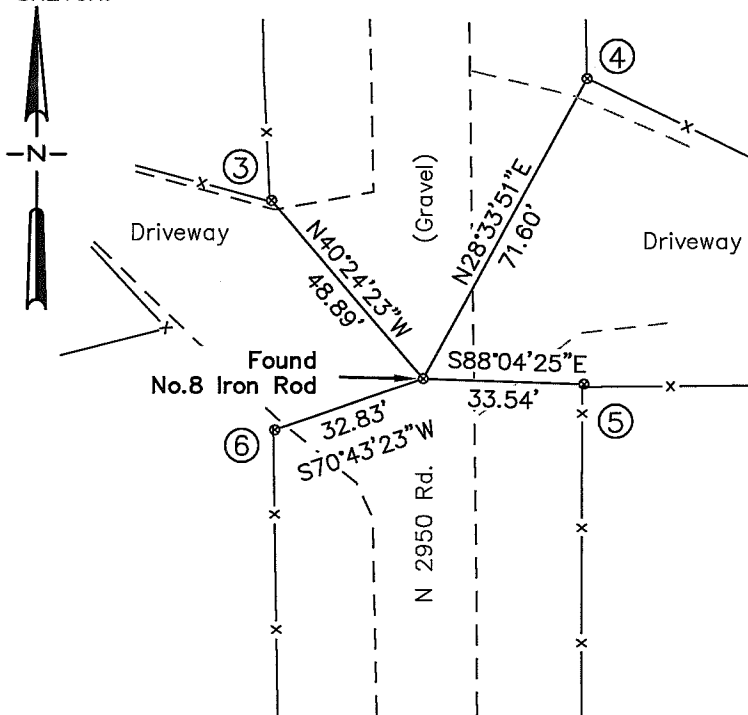 ④
-N-
③
(Gravel)
N28°33'51"E
71.60'
Driveway
N40°24'23"W
48.89'
Driveway
Found
No.8 Iron Rod
S88°04'25"E
33.54'
⑤
32.83'
S70°43'23"W
⑥
N 2950 Rd.